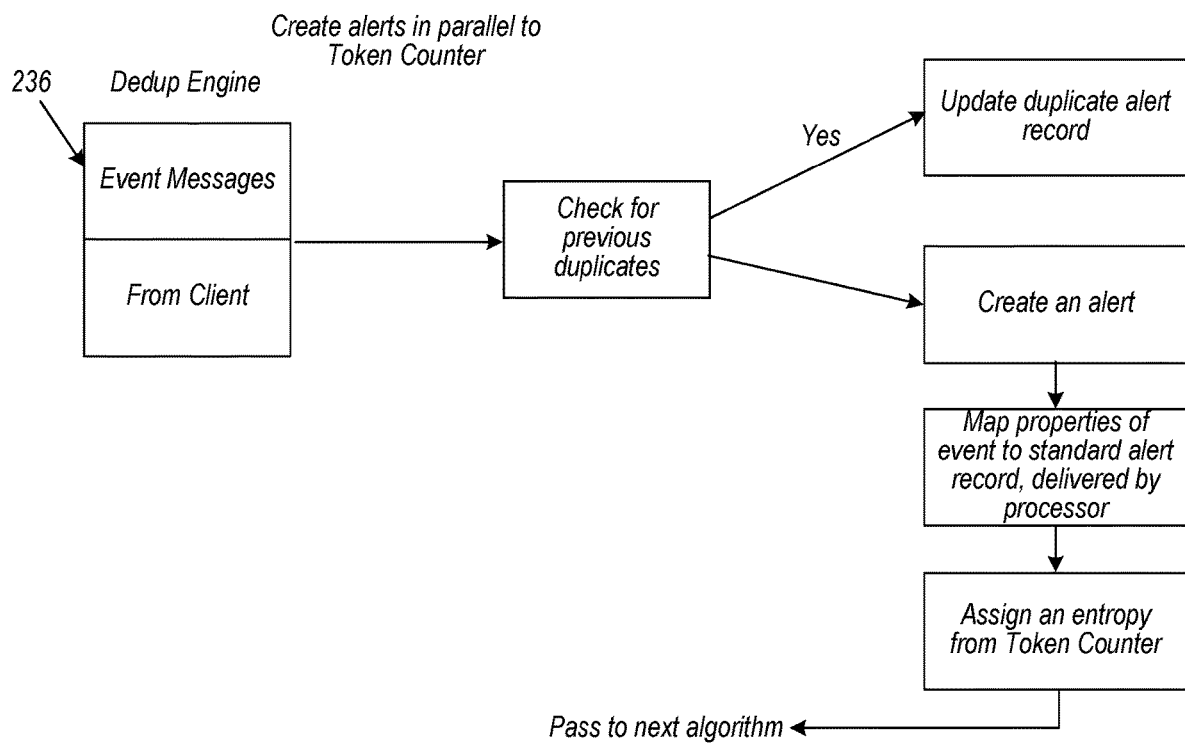 Create alerts in parallel to
Token Counter
236
Dedup Engine
Event Messages
From Client
Check for
previous
duplicates
Yes
Update duplicate alert
record
Create an alert
Map properties of
event to standard alert
record, delivered by
processor
Assign an entropy
from Token Counter
Pass to next algorithm